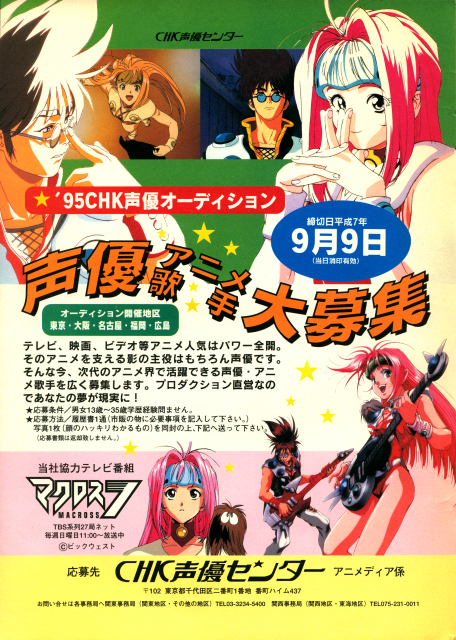 CHK声優センター
★'95CHK声優オーディション
締切日平成7年
9月9日
(当日消印有効)
声優アニメ歌手大募集
オーディション開催地区
東京・大阪・名古屋・福岡・広島
テレビ、映画、ビデオ等アニメ人気はパワー全開。
そのアニメを支える影の主役はもちろん声優です。
そんな今、次代のアニメ界で活躍できる声優・アニ
メ歌手を広く募集します。プロダクション直営なの
であなたの夢が現実に!
★応募条件／男女13歳〜35歳学歴経験問ません。
★応募方法／履歴書1通(市販の物に必要事項を記入して下さい。)
写真1枚(顔のハッキリわかるもの)を同封の上、下記へ送って下さい。
(応募書類は返却致しません。)
当社協力テレビ番組
マクロス7
MACROSS
TBS系列27局ネット
毎週日曜日11:00〜放送中
©ビックウェスト
応募先 CHK声優センター アニメディア係
〒102 東京都千代田区二番町1番地 番町ハイム437
お問い合せは各事務局へ関東事務局(関東地区・その他の地区)TEL03-3234-5400 関西事務局(関西地区・東海地区)TEL075-231-0011